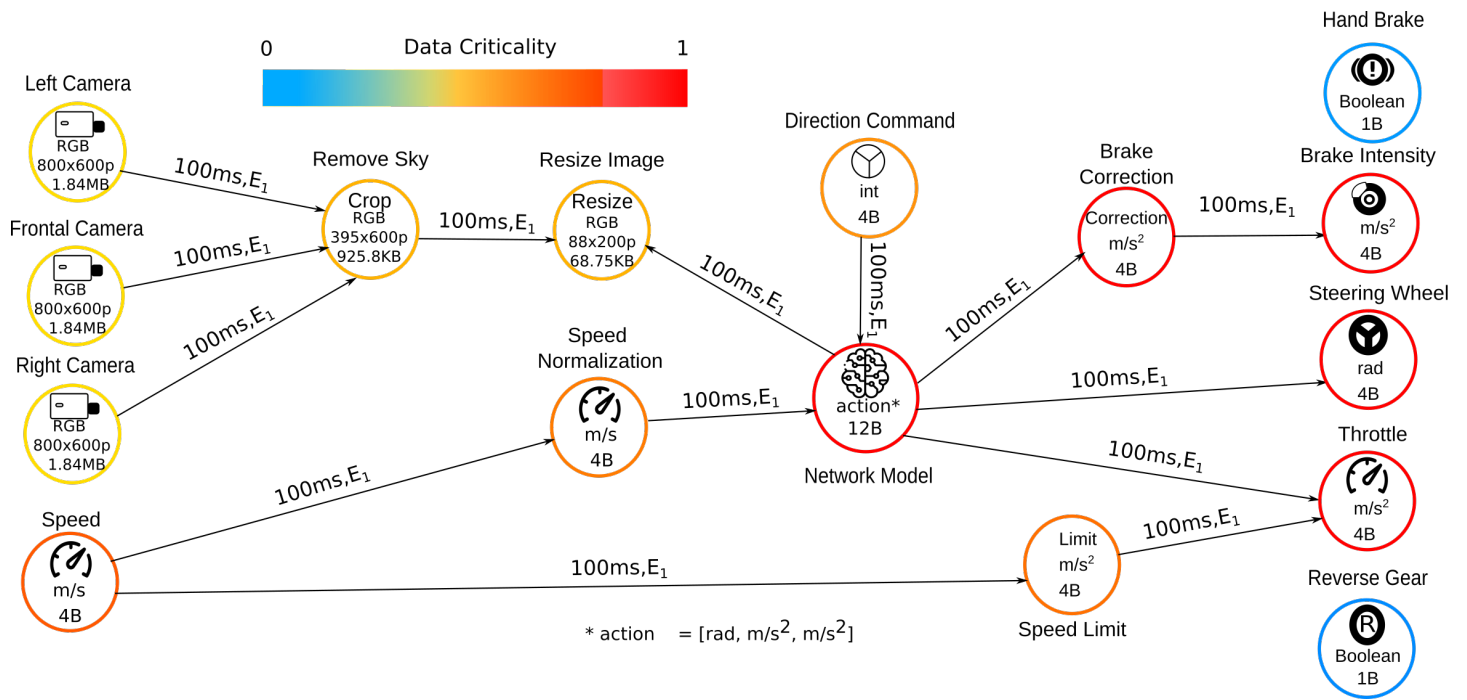 0 Data Criticality 1
Left Camera
RGB
800x600p
1.84MB
100ms,E1
Frontal Camera
RGB
800x600p
1.84MB
100ms,E1
Right Camera
RGB
800x600p
1.84MB
100ms,E1
Speed
m/s
4B
100ms,E1
100ms,E1
Remove Sky
Crop
RGB
395x600p
925.8KB
100ms,E1
Resize Image
Resize
RGB
88x200p
68.75KB
100ms,E1
Speed
Normalization
m/s
4B
100ms,E1
Direction Command
int
4B
100ms,E1
action*
12B
Network Model
100ms,E1
100ms,E1
100ms,E1
Brake
Correction
Correction
m/s2
4B
100ms,E1
Limit
m/s2
4B
Speed Limit
100ms,E1
Hand Brake
Boolean
1B
Brake Intensity
m/s2
4B
Steering Wheel
rad
4B
Throttle
m/s2
4B
Reverse Gear
R
Boolean
1B
* action = [rad, m/s2, m/s2]